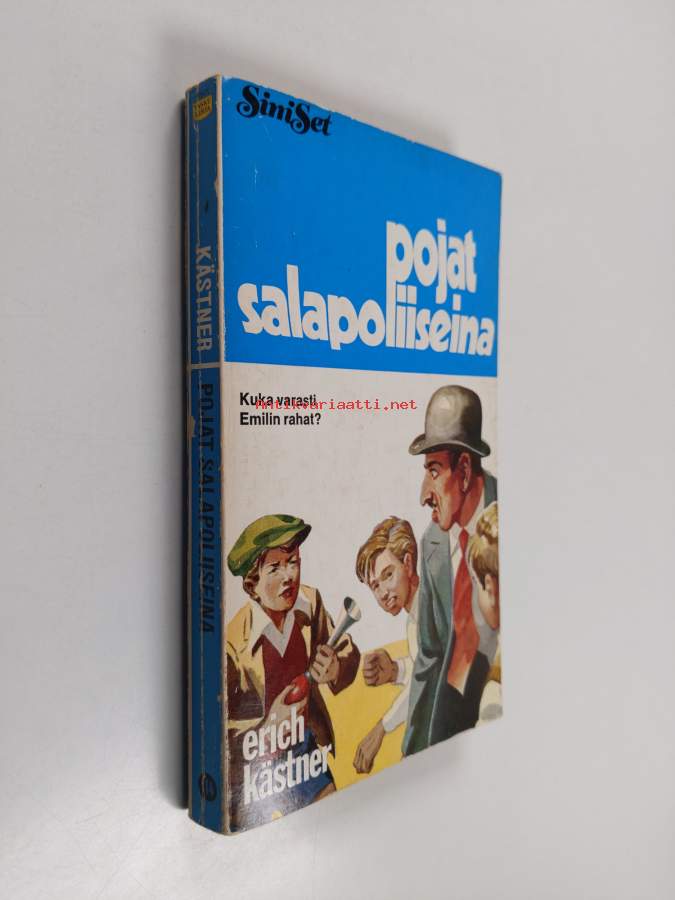 SiniSet
pojat
salapoliiseina
Kuka varasti
Emilin rahat?
Antikvariaatti.net
erich
kästner
KÄSTNER
POJAT SALAPOLIISEINA